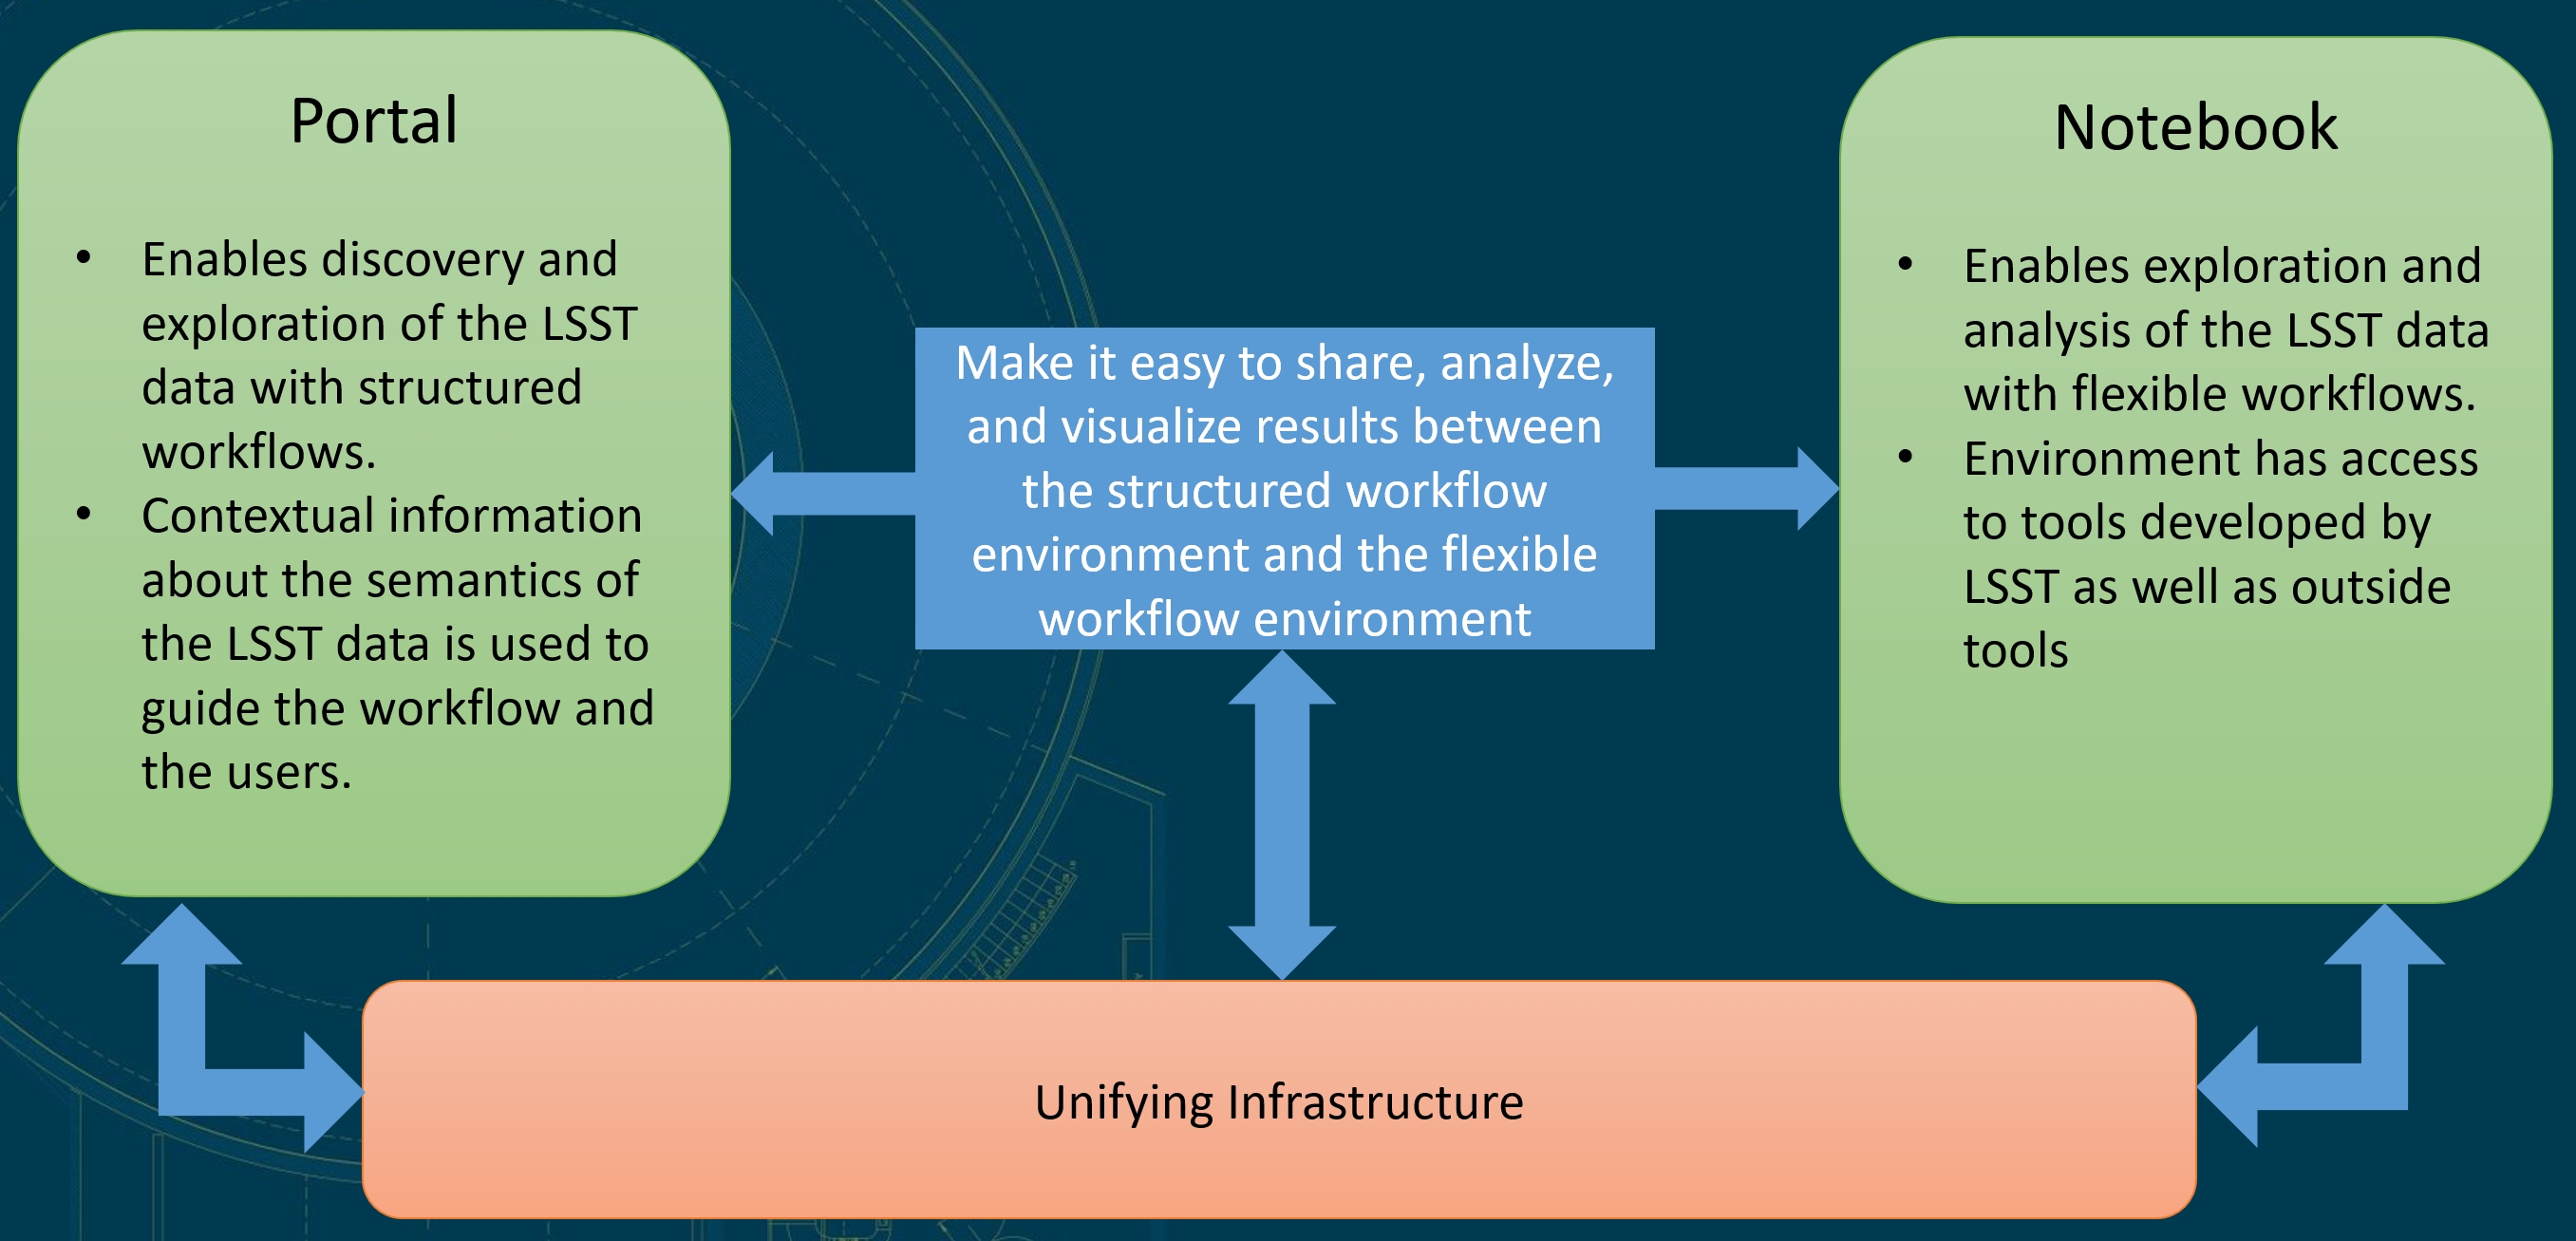 Portal
• Enables discovery and
exploration of the LSST
data with structured
workflows.
• Contextual information
about the semantics of
the LSST data is used to
guide the workflow and
the users.
Make it easy to share, analyze,
and visualize results between
the structured workflow
environment and the flexible
workflow environment
Notebook
• Enables exploration and
analysis of the LSST data
with flexible workflows.
• Environment has access
to tools developed by
LSST as well as outside
tools
Unifying Infrastructure